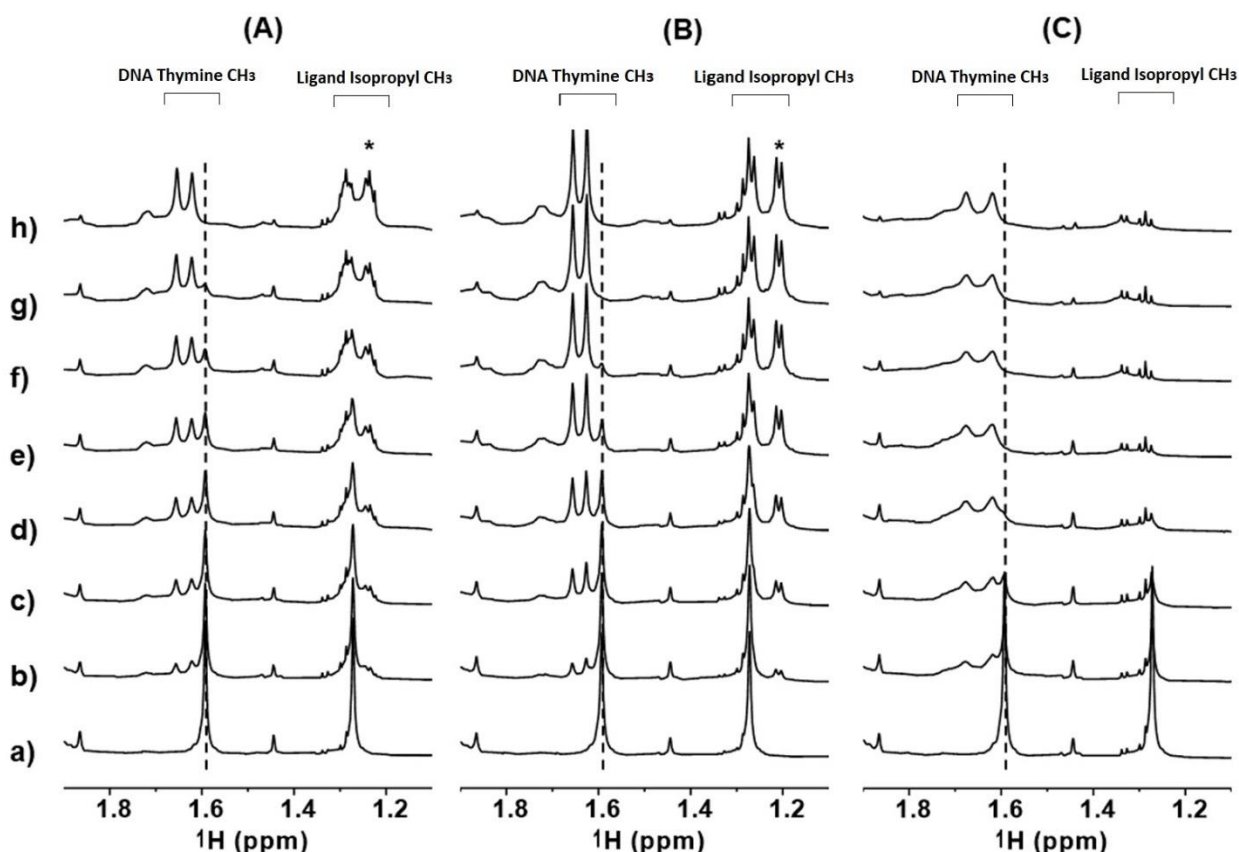 (A) (B) (C)
DNA Thymine CH₃ Ligand Isopropyl CH₃ DNA Thymine CH₃ Ligand Isopropyl CH₃ DNA Thymine CH₃ Ligand Isopropyl CH₃
* *
h)
g)
f)
e)
d)
c)
b)
a)
1.8 1.6 1.4 1.2 1.8 1.6 1.4 1.2 1.8 1.6 1.4 1.2
¹H (ppm) ¹H (ppm) ¹H (ppm)